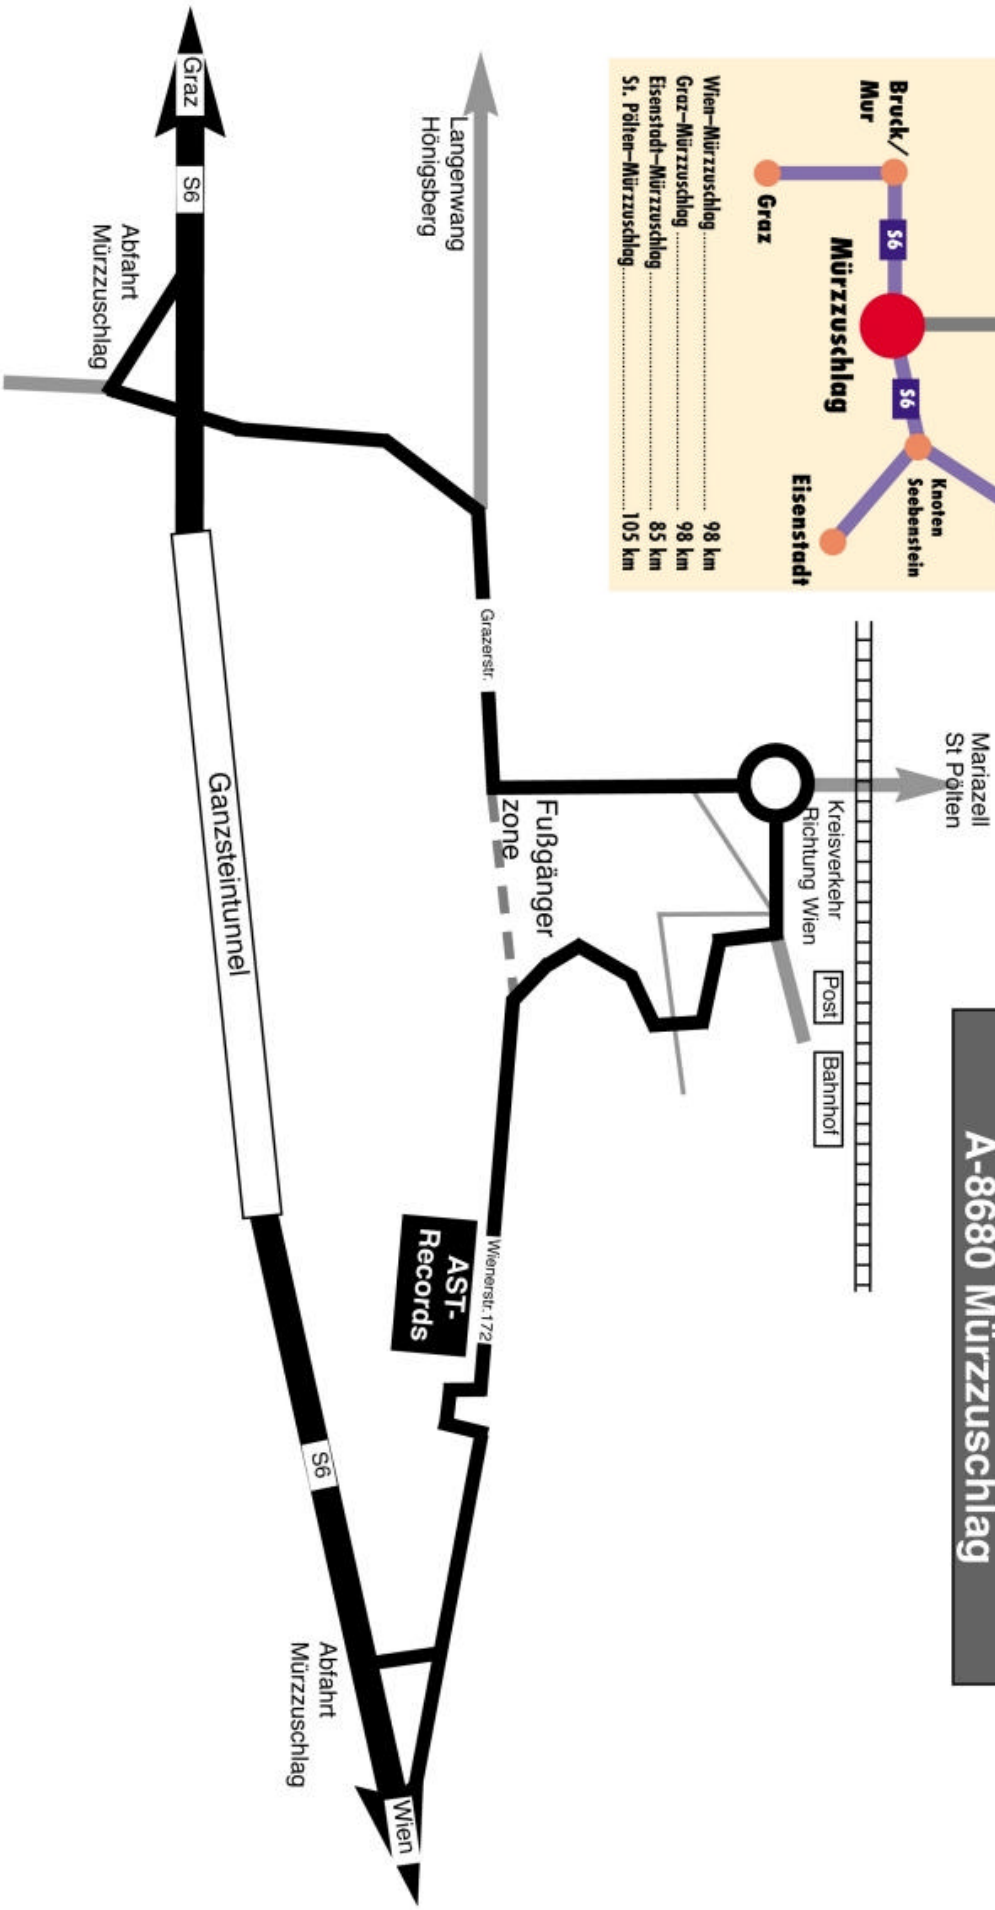 A-8680 Mürzzuschlag
Mariazell
St Pölten
Bruck/
Mur
S6
Mürzzuschlag
S6
Knoten
Seebenstein
Graz
Eisenstadt
Wien–Mürzzuschlag 98 km
Graz–Mürzzuschlag 98 km
Eisenstadt–Mürzzuschlag 85 km
St. Pölten–Mürzzuschlag 105 km
Kreisverkehr
Richtung Wien
Post
Bahnhof
Fußgänger
zone
Langenwang
Hönigsberg
Grazerstr.
Wienerstr.172
AST-
Records
Graz
S6
Abfahrt
Mürzzuschlag
Ganzsteintunnel
S6
Abfahrt
Mürzzuschlag
Wien